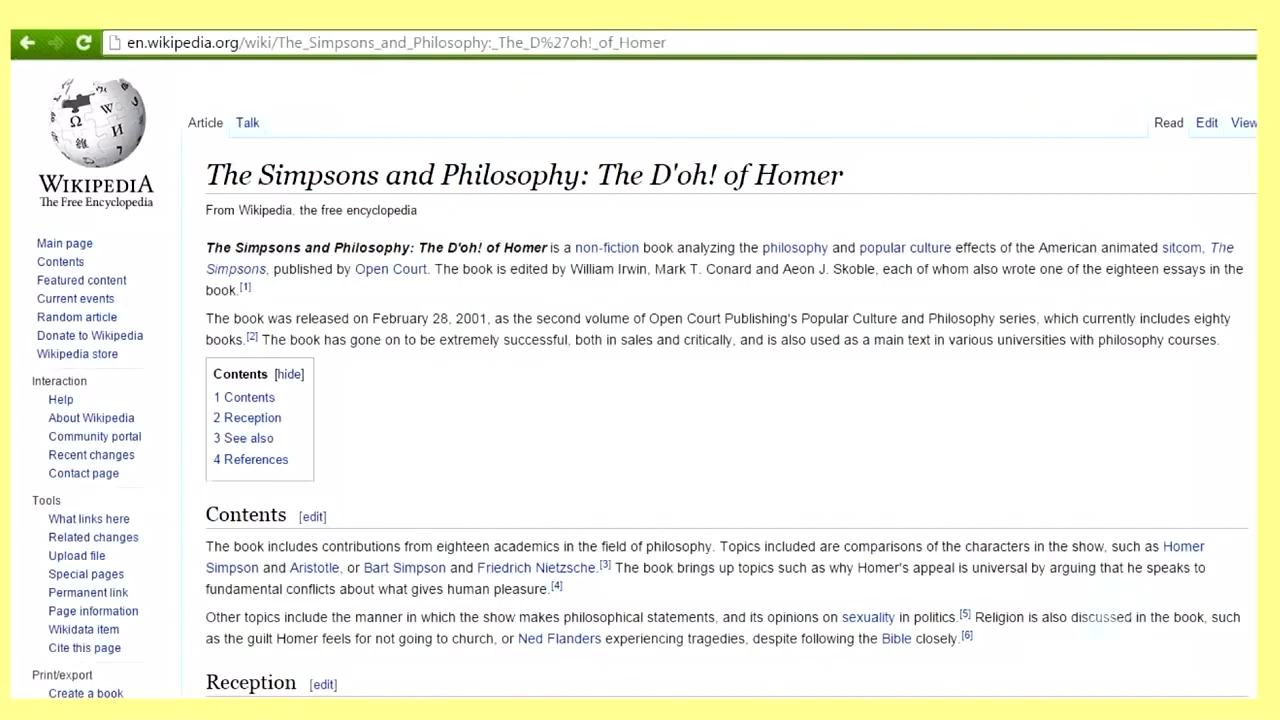 en.wikipedia.org/wiki/The_Simpsons_and_Philosophy:_The_D%27oh!_of_Homer
WIKIPEDIA
The Free Encyclopedia
Main page
Contents
Featured content
Current events
Random article
Donate to Wikipedia
Wikipedia store
Interaction
Help
About Wikipedia
Community portal
Recent changes
Contact page
Tools
What links here
Related changes
Upload file
Special pages
Permanent link
Page information
Wikidata item
Cite this page
Print/export
Create a book
Article Talk
Read Edit View
The Simpsons and Philosophy: The D'oh! of Homer
From Wikipedia, the free encyclopedia
The Simpsons and Philosophy: The D'oh! of Homer is a non-fiction book analyzing the philosophy and popular culture effects of the American animated sitcom, The
Simpsons, published by Open Court. The book is edited by William Irwin, Mark T. Conard and Aeon J. Skoble, each of whom also wrote one of the eighteen essays in the
book.[1]
The book was released on February 28, 2001, as the second volume of Open Court Publishing's Popular Culture and Philosophy series, which currently includes eighty
books.[2] The book has gone on to be extremely successful, both in sales and critically, and is also used as a main text in various universities with philosophy courses.
Contents [hide]
1 Contents
2 Reception
3 See also
4 References
Contents [edit]
The book includes contributions from eighteen academics in the field of philosophy. Topics included are comparisons of the characters in the show, such as Homer
Simpson and Aristotle, or Bart Simpson and Friedrich Nietzsche.[3] The book brings up topics such as why Homer's appeal is universal by arguing that he speaks to
fundamental conflicts about what gives human pleasure.[4]
Other topics include the manner in which the show makes philosophical statements, and its opinions on sexuality in politics.[5] Religion is also discussed in the book, such
as the guilt Homer feels for not going to church, or Ned Flanders experiencing tragedies, despite following the Bible closely.[6]
Reception [edit]